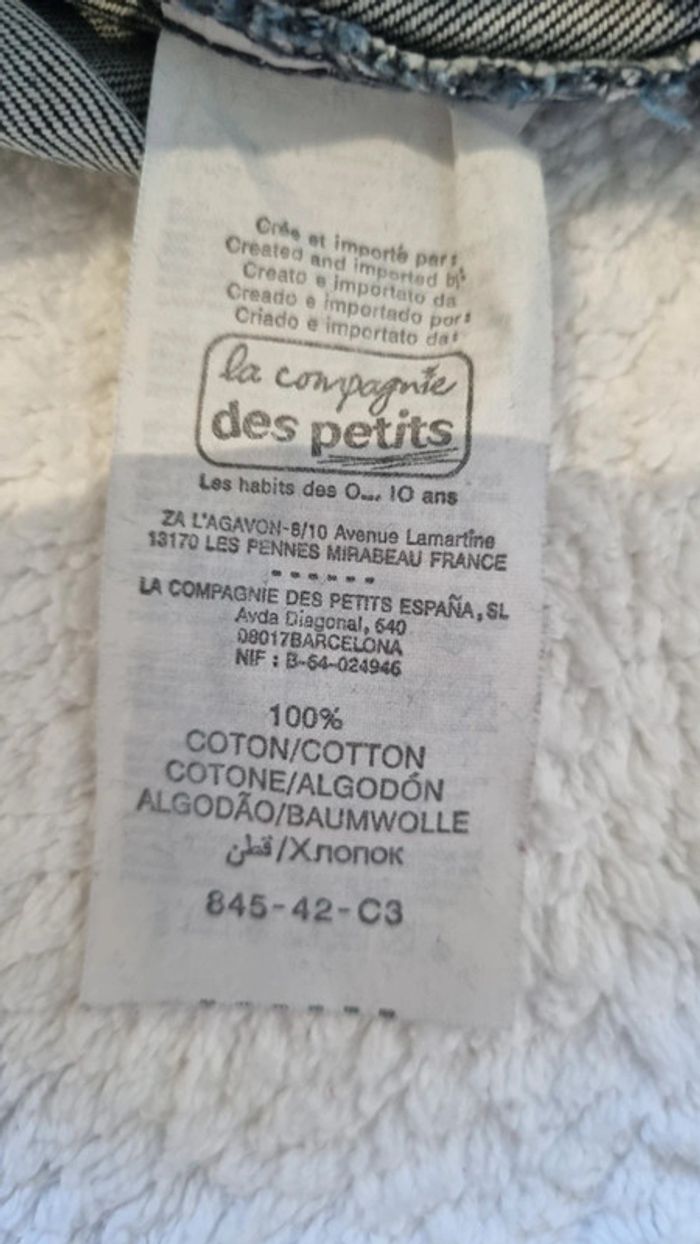 Crée et importé par:
Created and imported by:
Creato e importato da
Creado e importado por:
Criado e importato da:
la compagnie
des petits
Les habits des 0... 10 ans
ZA L'AGAVON-8/10 Avenue Lamartine
13170 LES PENNES MIRABEAU FRANCE
LA COMPAGNIE DES PETITS ESPAÑA, SL
Avda Diagonal, 640
08017BARCELONA
NIF : B-64-024946
100%
COTON/COTTON
COTONE/ALGODÓN
ALGODÃO/BAUMWOLLE
قطن/Хлопок
845-42-C3